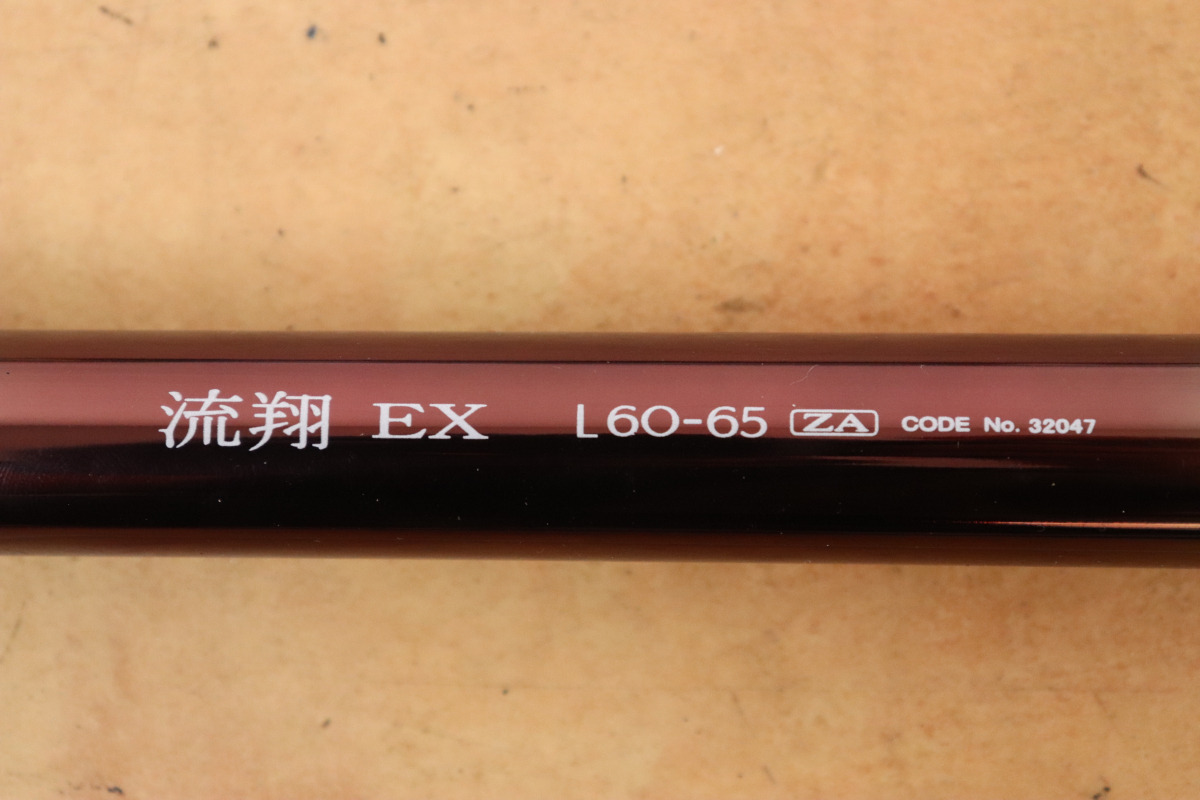 流翔 EX L60-65 ZA CODE No. 32047